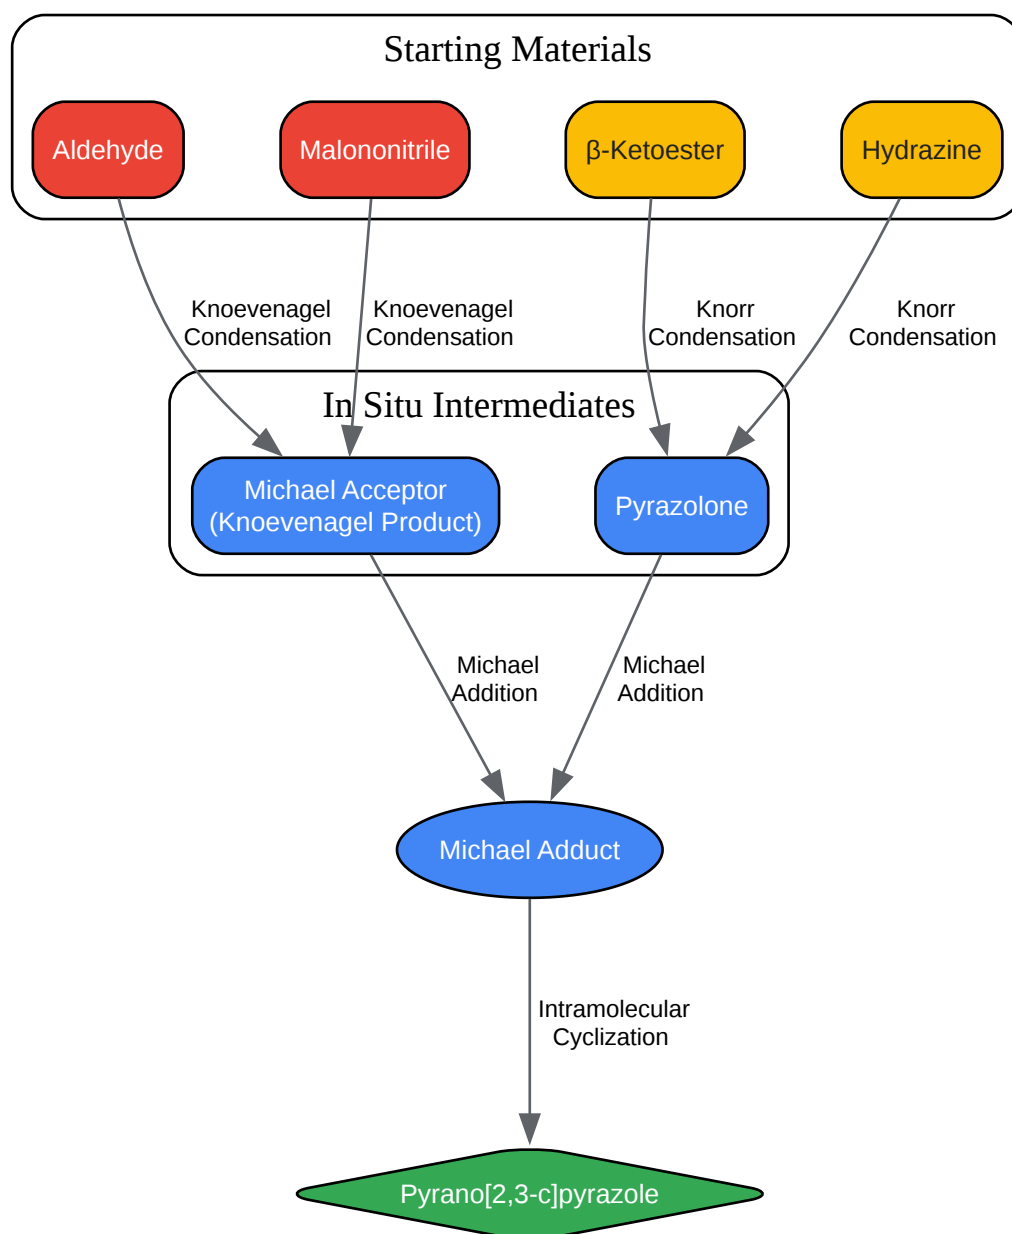 Starting Materials
Aldehyde
Malononitrile
β-Ketoester
Hydrazine
Knoevenagel
Condensation
Knoevenagel
Condensation
Knorr
Condensation
Knorr
Condensation
In Situ Intermediates
Michael Acceptor
(Knoevenagel Product)
Pyrazolone
Michael
Addition
Michael
Addition
Michael Adduct
Intramolecular
Cyclization
Pyrano[2,3-c]pyrazole